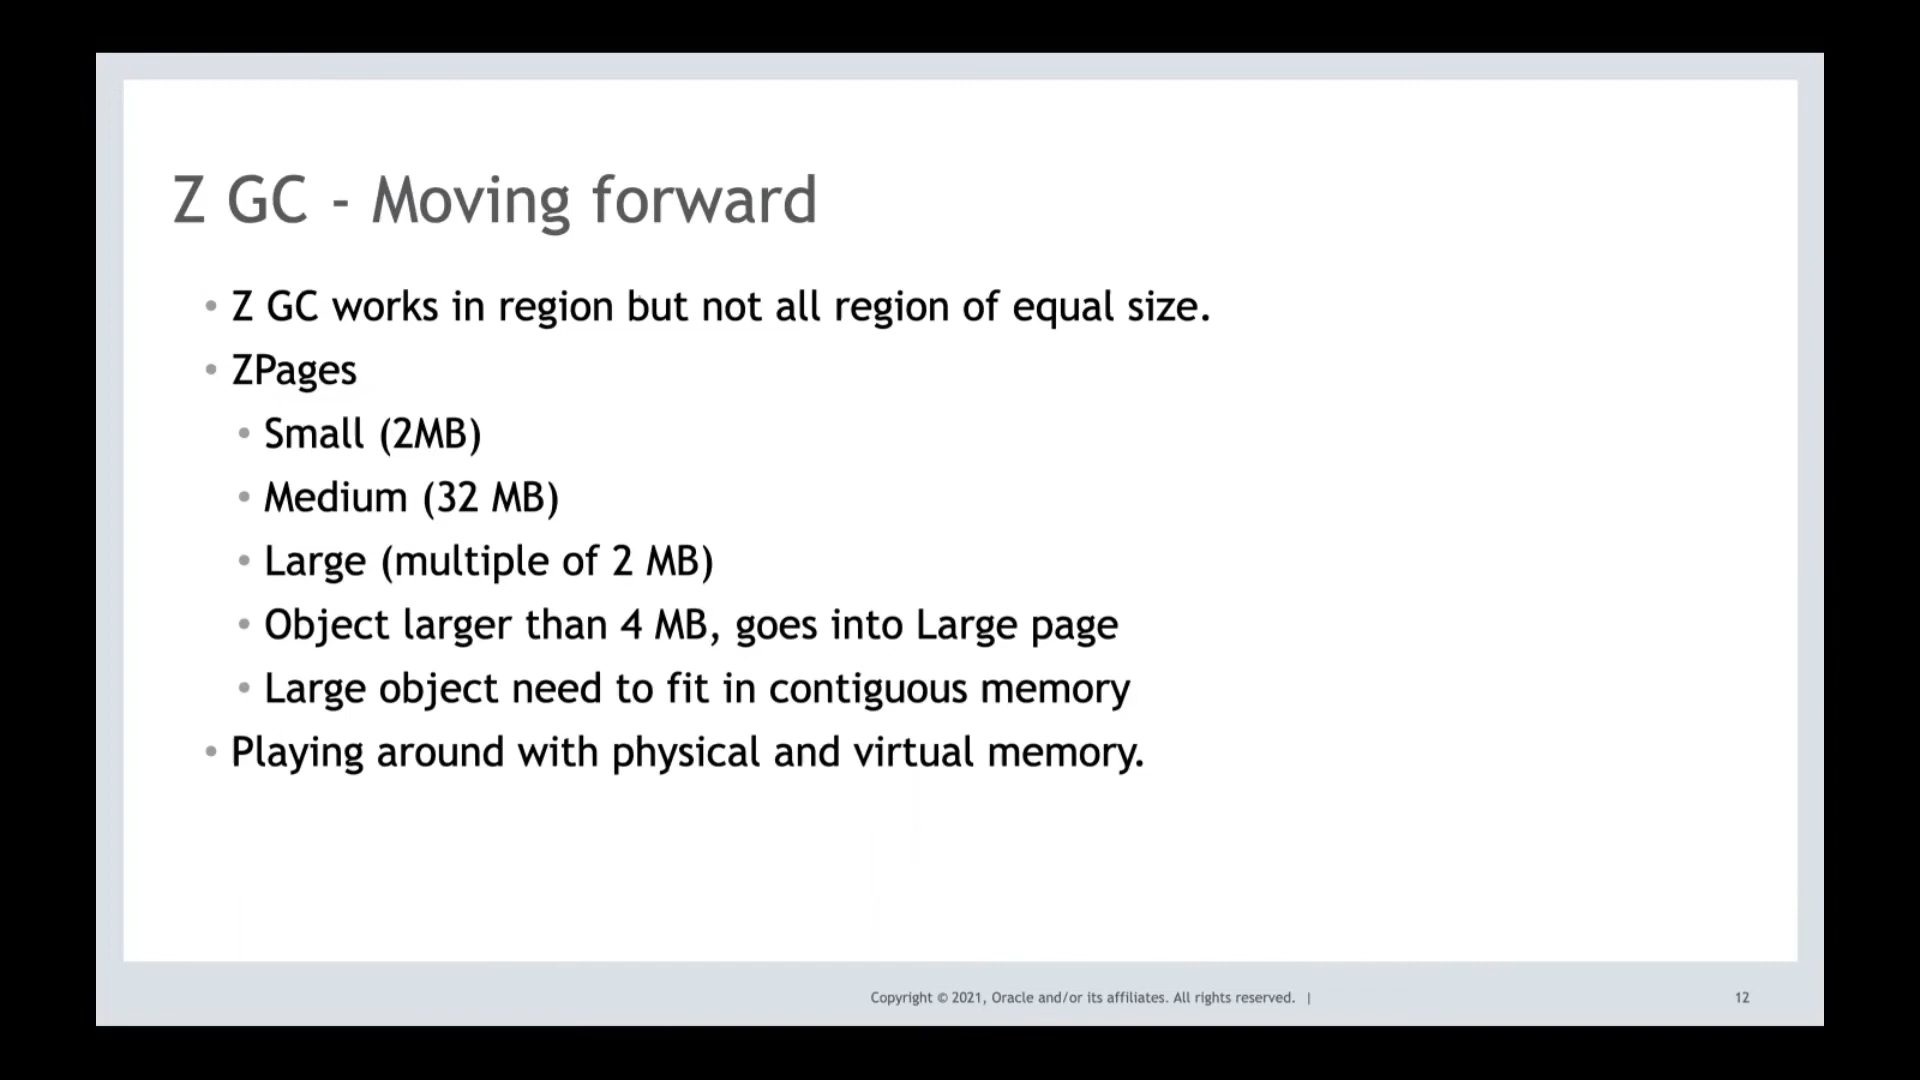 Z GC - Moving forward
• Z GC works in region but not all region of equal size.
• ZPages
• Small (2MB)
• Medium (32 MB)
• Large (multiple of 2 MB)
• Object larger than 4 MB, goes into Large page
• Large object need to fit in contiguous memory
• Playing around with physical and virtual memory.
Copyright © 2021, Oracle and/or its affiliates. All rights reserved. |
12